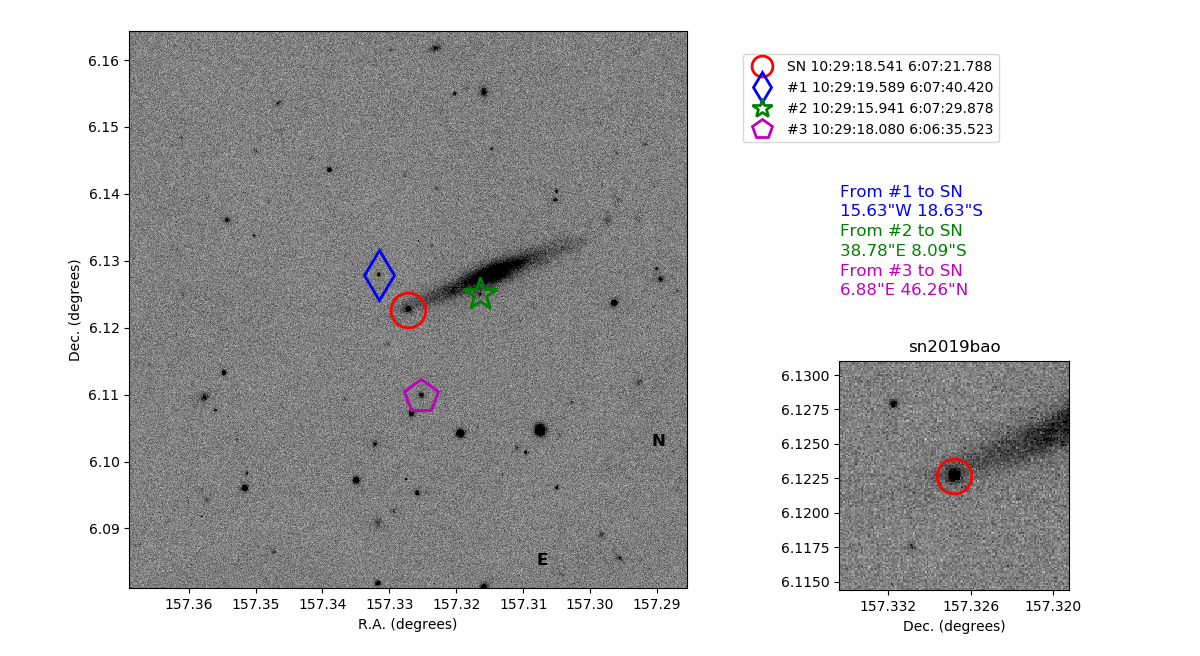 SN 10:29:18.541 6:07:21.788
#1 10:29:19.589 6:07:40.420
#2 10:29:15.941 6:07:29.878
#3 10:29:18.080 6:06:35.523
From #1 to SN
15.63"W 18.63"S
From #2 to SN
38.78"E 8.09"S
From #3 to SN
6.88"E 46.26"N
6.16
6.15
6.14
6.13
6.12
6.11
6.10
6.09
Dec. (degrees)
N
E
157.36 157.35 157.34 157.33 157.32 157.31 157.30 157.29
R.A. (degrees)
sn2019bao
6.1300
6.1275
6.1250
6.1225
6.1200
6.1175
6.1150
157.332 157.326 157.320
Dec. (degrees)